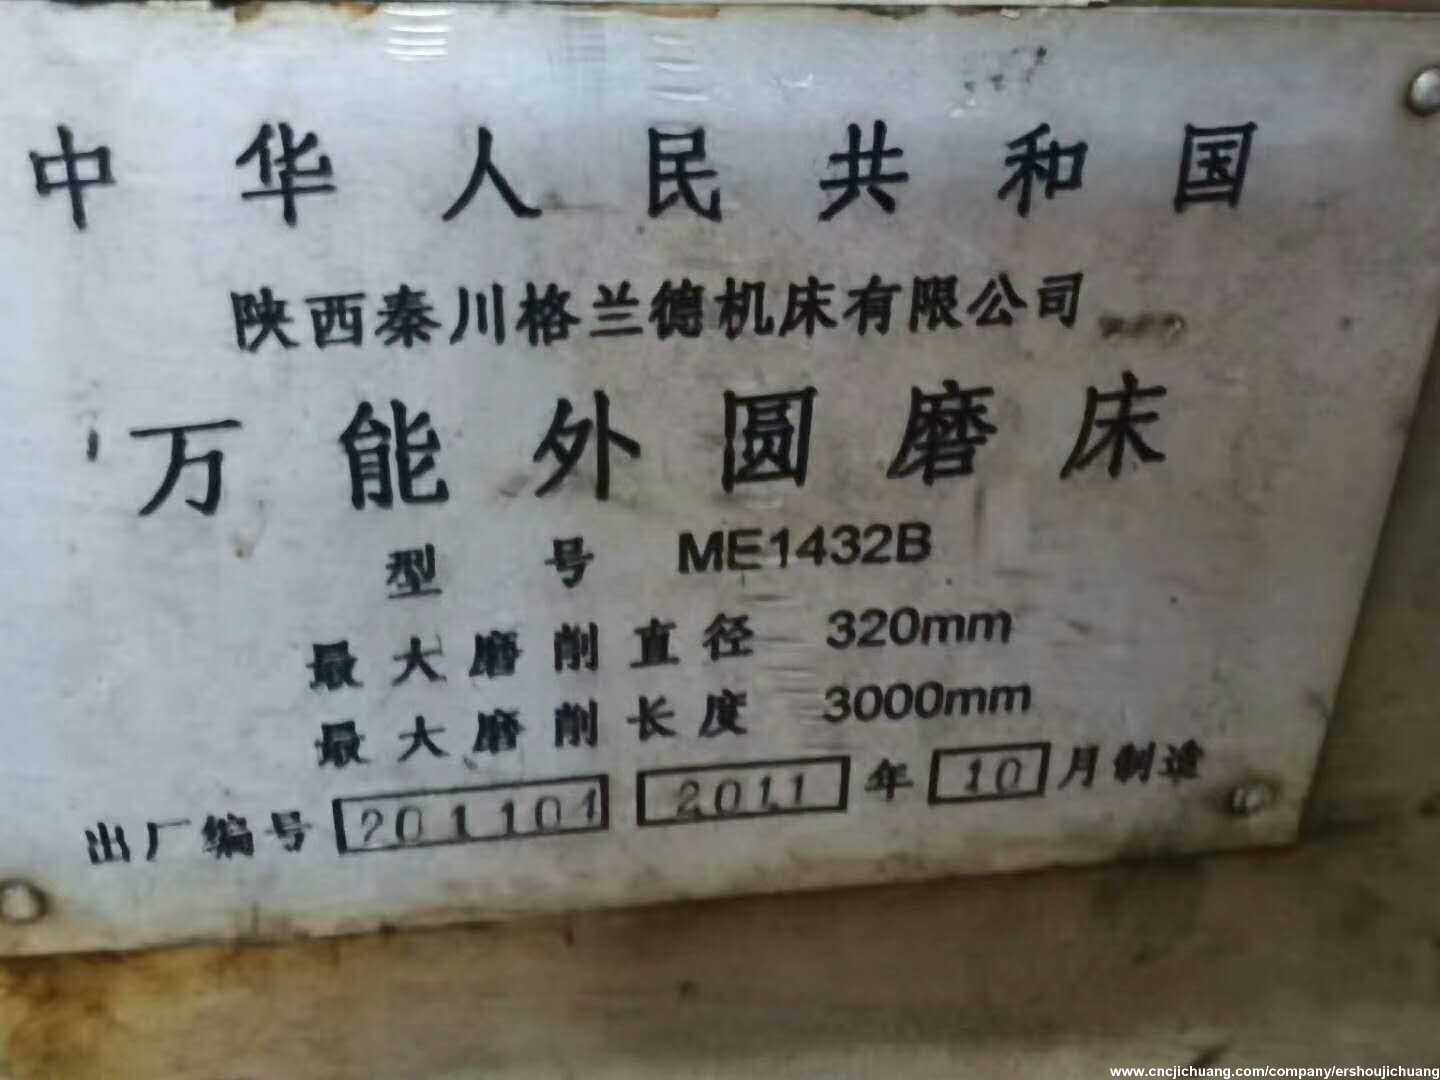 中华人民共和国
陕西秦川格兰德机床有限公司
万能外圆磨床
型号 ME1432B
最大磨削直径 320mm
最大磨削长度 3000mm
出厂编号 201101 2011 年 10 月制造
www.cncjichuang.com/company/ershoujichuang